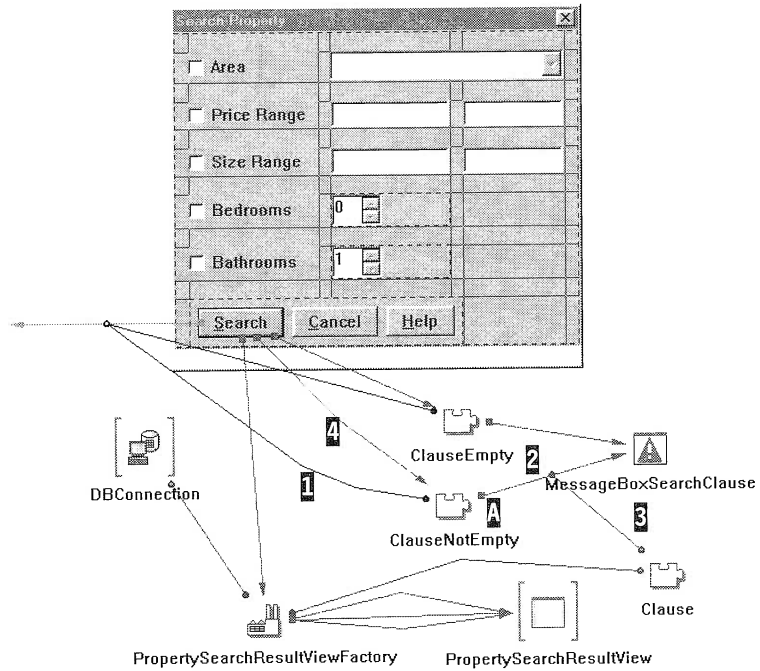 Search Property
Area
Price Range
Size Range
Bedrooms
0
Bathrooms
1
Search Cancel Help
4
ClauseEmpty
2
DBConnection
1
MessageBoxSearchClause
A
3
ClauseNotEmpty
Clause
PropertySearchResultViewFactory
PropertySearchResultView